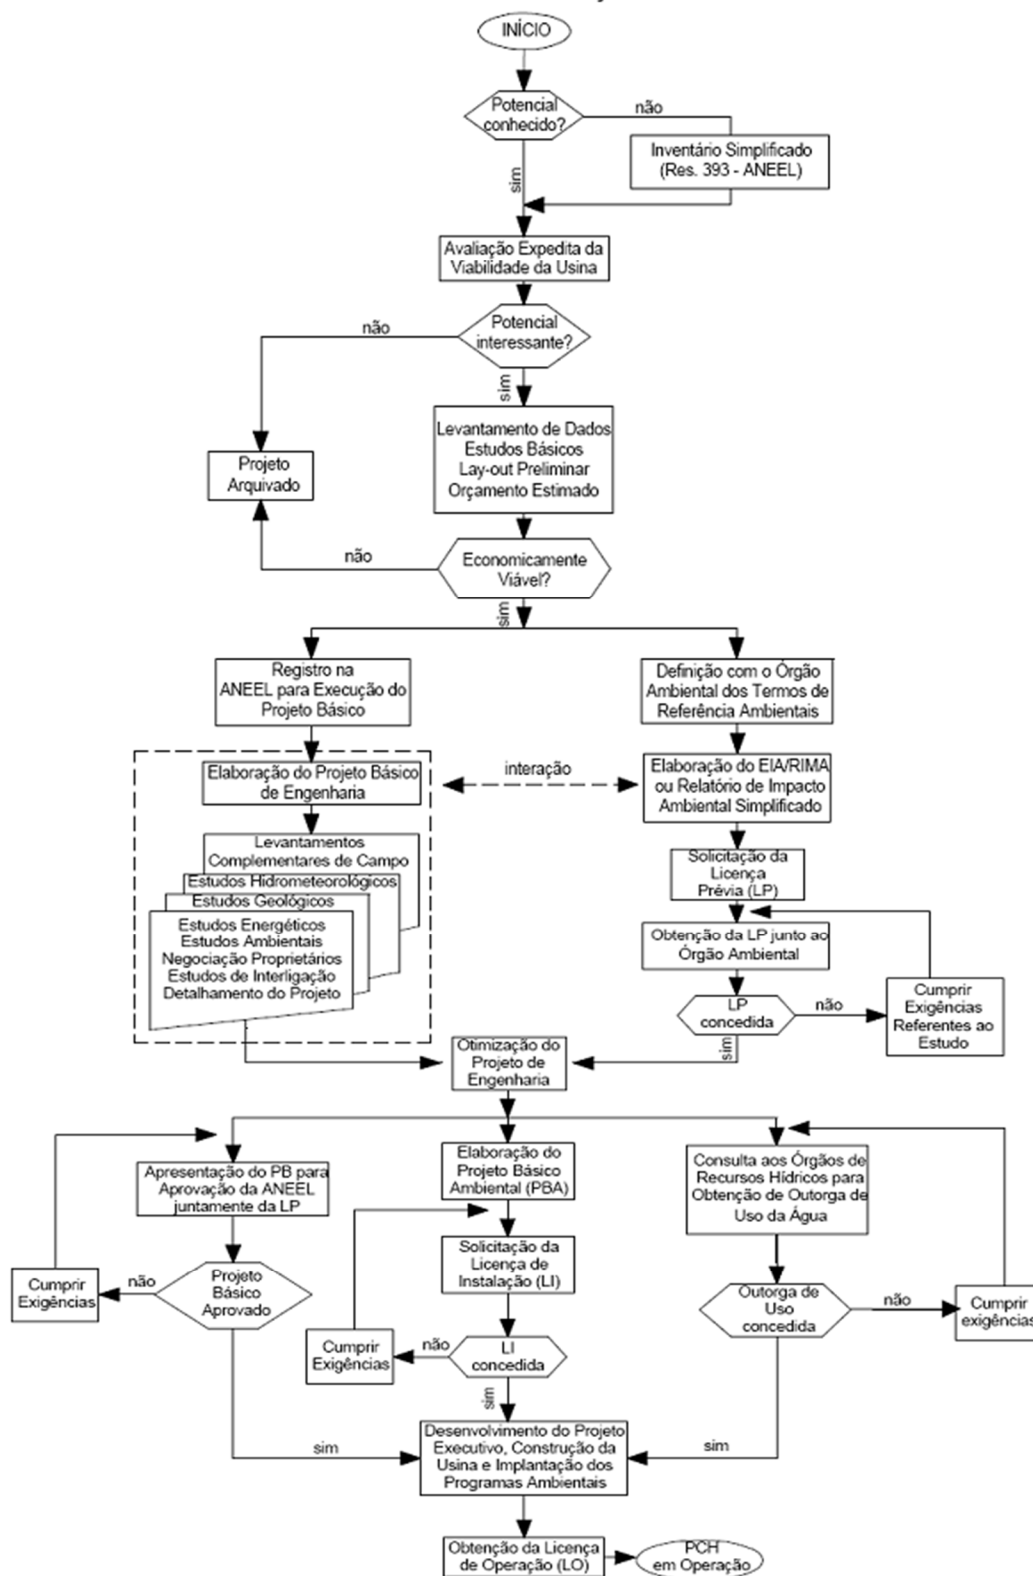 INÍCIO
Potencial
conhecido?
não
Inventário Simplificado
(Res. 393 - ANEEL)
sim
Avaliação Expedita da
Viabilidade da Usina
não
Potencial
interessante?
sim
Levantamento de Dados
Estudos Básicos
Lay-out Preliminar
Orçamento Estimado
Projeto
Arquivado
não
Economicamente
Viável?
sim
Registro na
ANEEL para Execução do
Projeto Básico
Definição com o Órgão
Ambiental dos Termos de
Referência Ambientais
Elaboração do Projeto Básico
de Engenharia
interação
Elaboração do EIA/RIMA
ou Relatório de Impacto
Ambiental Simplificado
Levantamentos
Complementares de Campo
Estudos Hidrometeorológicos
Estudos Geológicos
Estudos Energéticos
Estudos Ambientais
Negociação Proprietários
Estudos de Interligação
Detalhamento do Projeto
Solicitação da
Licença
Prévia (LP)
Obtenção da LP junto ao
Órgão Ambiental
LP
concedida
não
Cumprir
Exigências
Referentes ao
Estudo
sim
Otimização do
Projeto de
Engenharia
Apresentação do PB para
Aprovação da ANEEL
juntamente da LP
Elaboração do
Projeto Básico
Ambiental (PBA)
Consulta aos Órgãos de
Recursos Hídricos para
Obtenção de Outorga de
Uso da Água
Solicitação da
Licença de
Instalação (LI)
Cumprir
Exigências
não
Projeto
Básico
Aprovado
Cumprir
Exigências
não
LI
concedida
Outorga de
Uso
concedida
não
Cumprir
exigências
sim
sim
sim
Desenvolvimento do Projeto
Executivo, Construção da
Usina e Implantação dos
Programas Ambientais
Obtenção da Licença
de Operação (LO)
PCH
em Operação